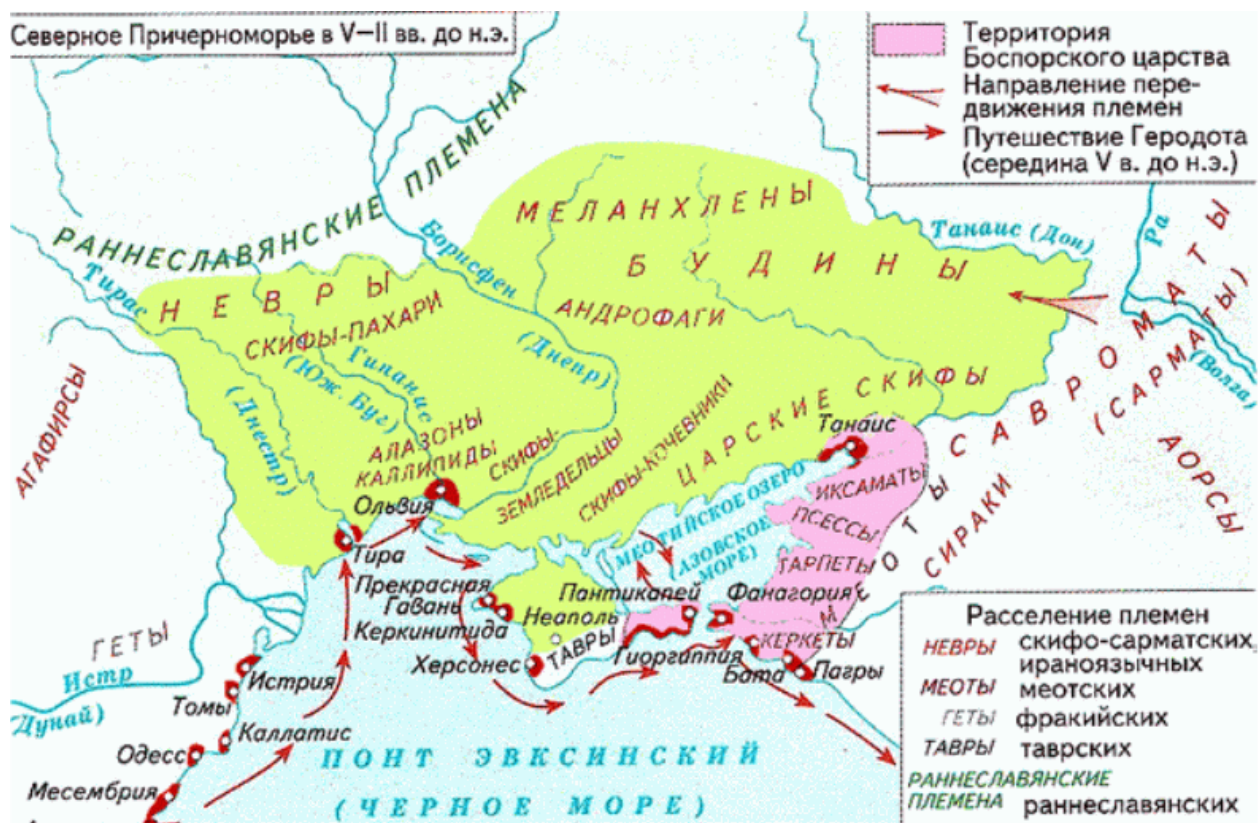 Северное Причерноморье в V–II вв. до н.э.
Территория
Боспорского царства
Направление пере-
движения племен
Путешествие Геродота
(середина V в. до н.э.)
РАННЕСЛАВЯНСКИЕ ПЛЕМЕНА
МЕЛАНХЛЕНЫ
БУДИНЫ
АНДРОФАГИ
НЕВРЫ
СКИФЫ-ПАХАРИ
Тирас
(Днестр)
Гипанис
(Юж. Буг)
Борисфен
(Днепр)
Танаис (Дон)
Ра
(Волга)
САВРОМАТЫ
(САРМАТЫ)
АОРСЫ
СИРАКИ
МЕОТЫ
АГАФИРСЫ
АЛАЗОНЫ
КАЛЛИПИДЫ
СКИФЫ-
ЗЕМЛЕДЕЛЬЦЫ
СКИФЫ-КОЧЕВНИКИ
ЦАРСКИЕ СКИФЫ
Танаис
ИКСАМАТЫ
ПСЕССЫ
ТАРПЕТЫ
МЕОТИЙСКОЕ ОЗЕРО
(АЗОВСКОЕ
МОРЕ)
Ольвия
Тира
Прекрасная
Гавань
Керкинитида
Неаполь
ТАВРЫ
Херсонес
Пантикапей
Фанагория
КЕРКЕТЫ
Гиоргиппия
Бата
Пагры
ГЕТЫ
Истр
(Дунай)
Истрия
Томы
Каллатис
Одесс
Месембрия
ПОНТ ЭВКСИНСКИЙ
(ЧЕРНОЕ МОРЕ)
Расселение племен
НЕВРЫ скифо-сарматских,
ираноязычных
МЕОТЫ меотских
ГЕТЫ фракийских
ТАВРЫ таврских
РАННЕСЛАВЯНСКИЕ
ПЛЕМЕНА раннеславянских